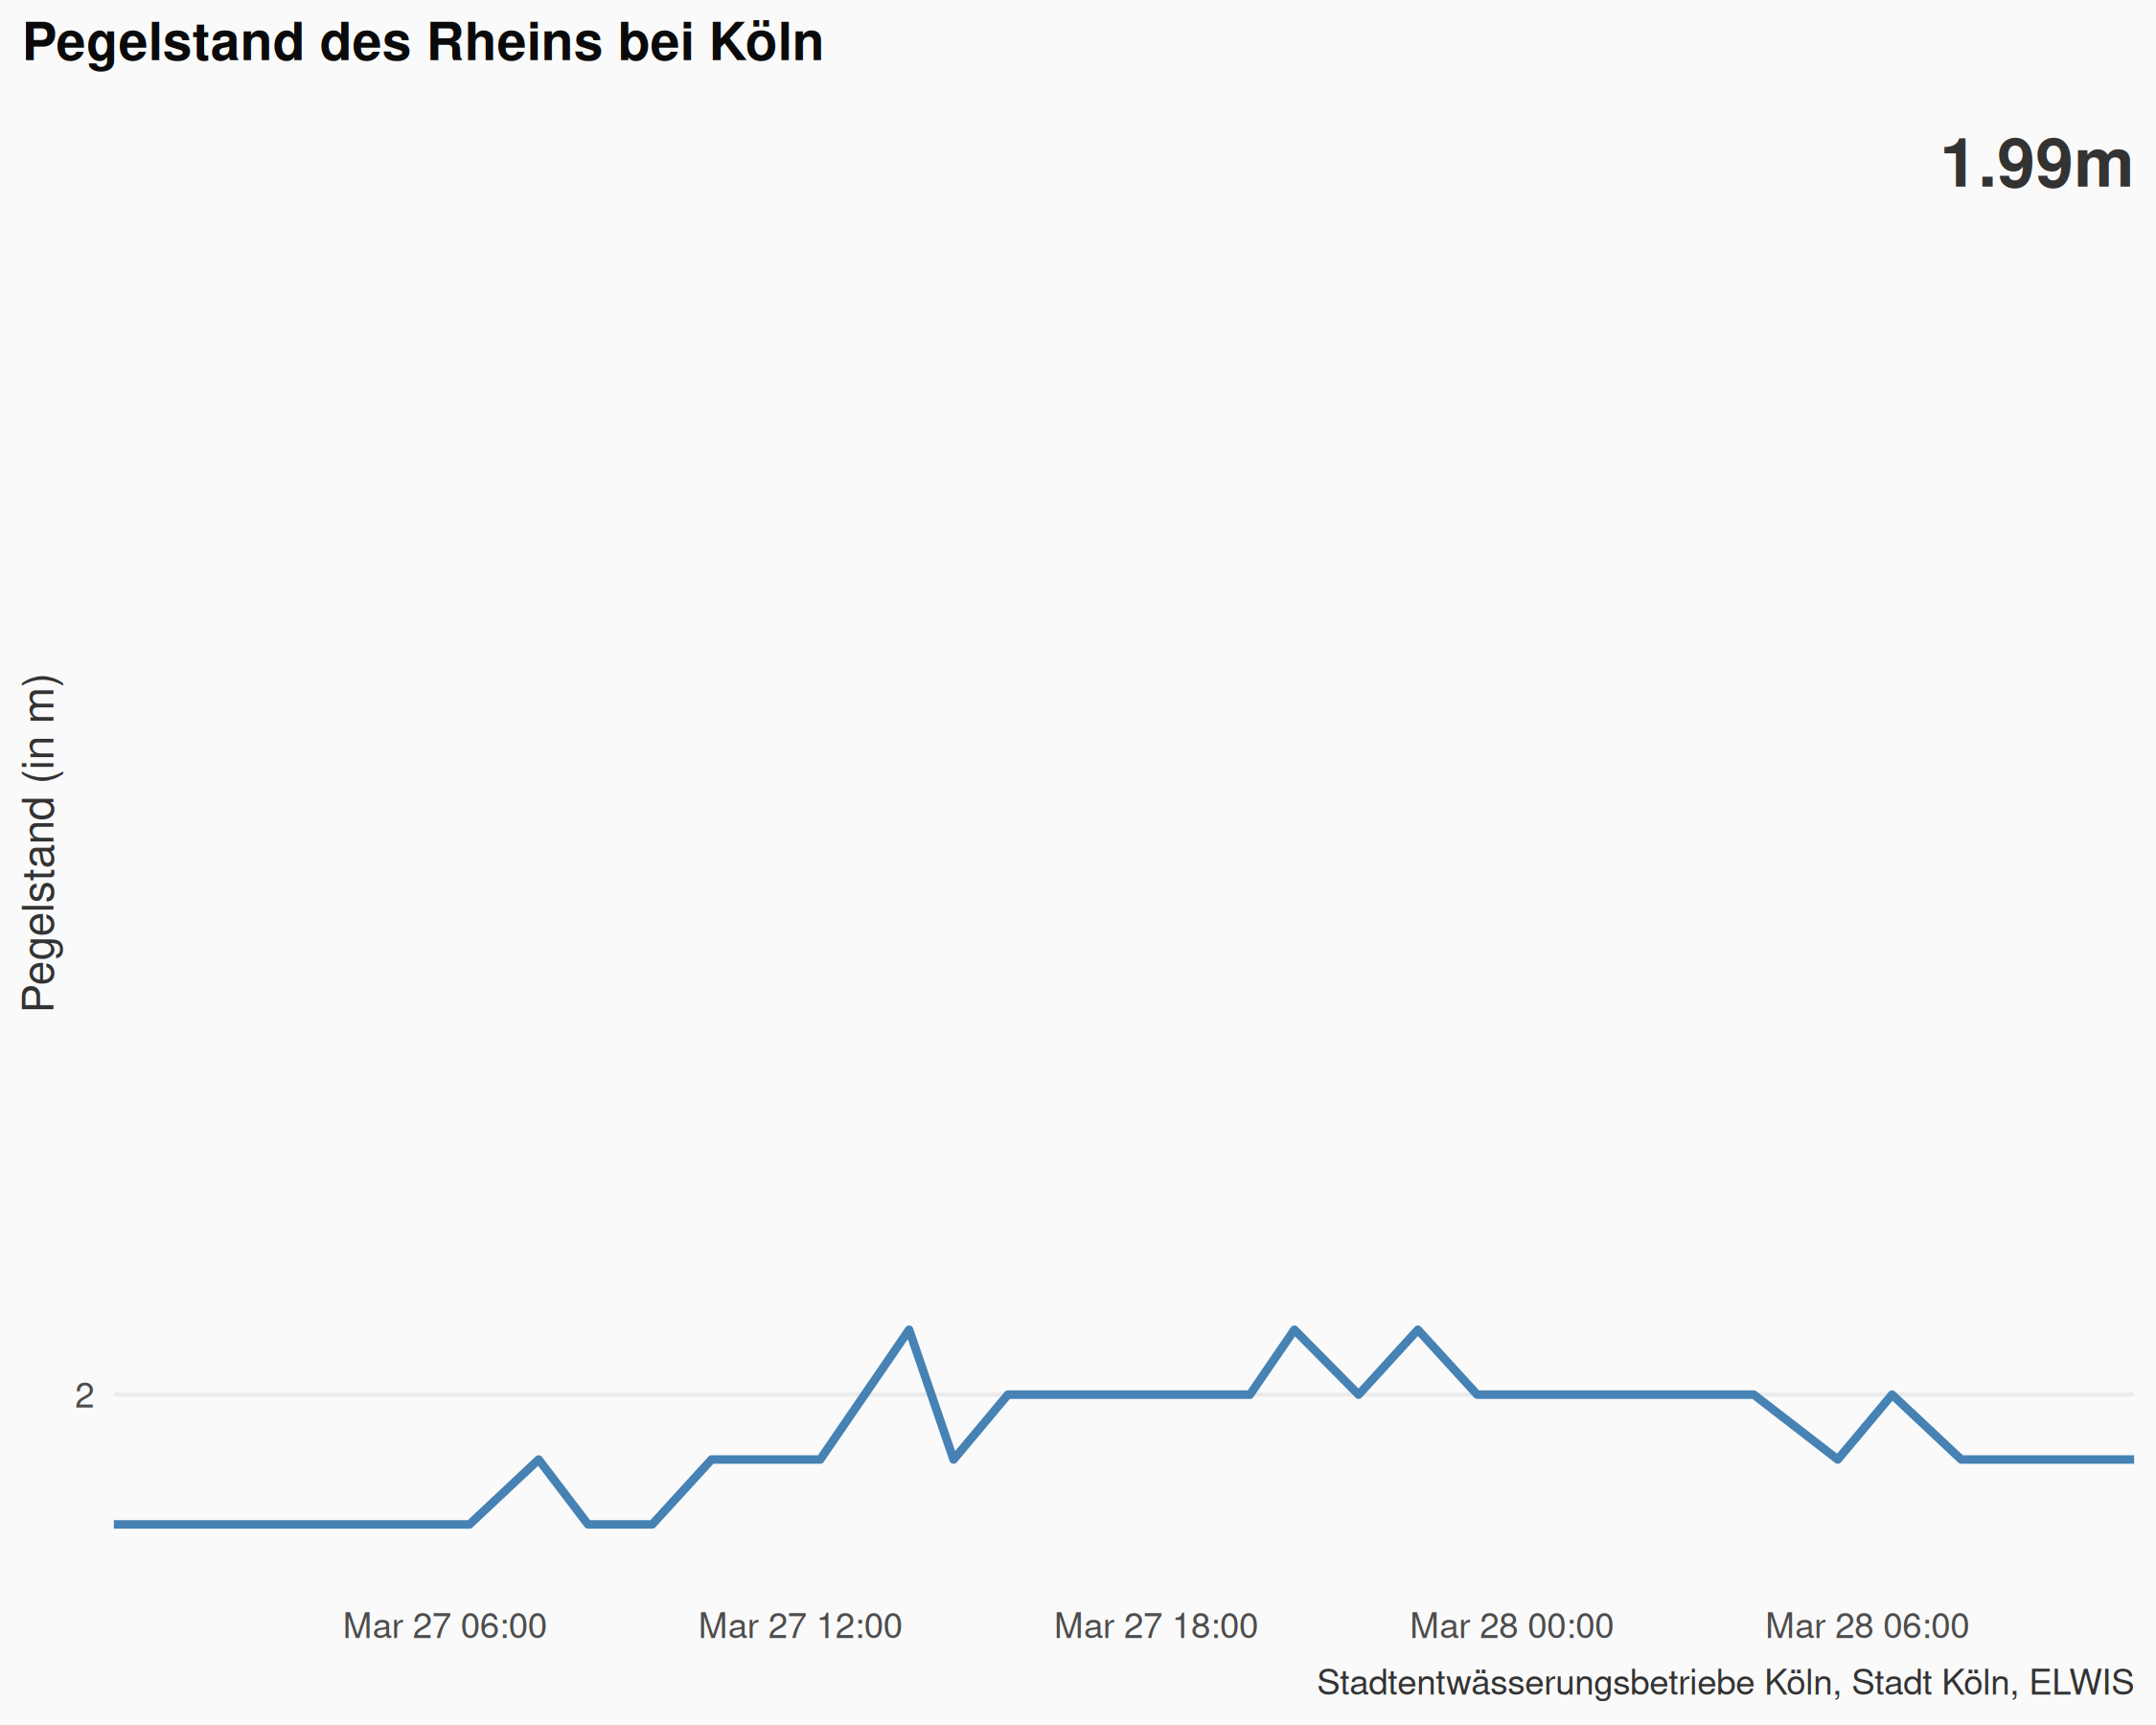 Pegelstand des Rheins bei Köln
1.99m
Pegelstand (in m)
2
Mar 27 06:00
Mar 27 12:00
Mar 27 18:00
Mar 28 00:00
Mar 28 06:00
Stadtentwässerungsbetriebe Köln, Stadt Köln, ELWIS